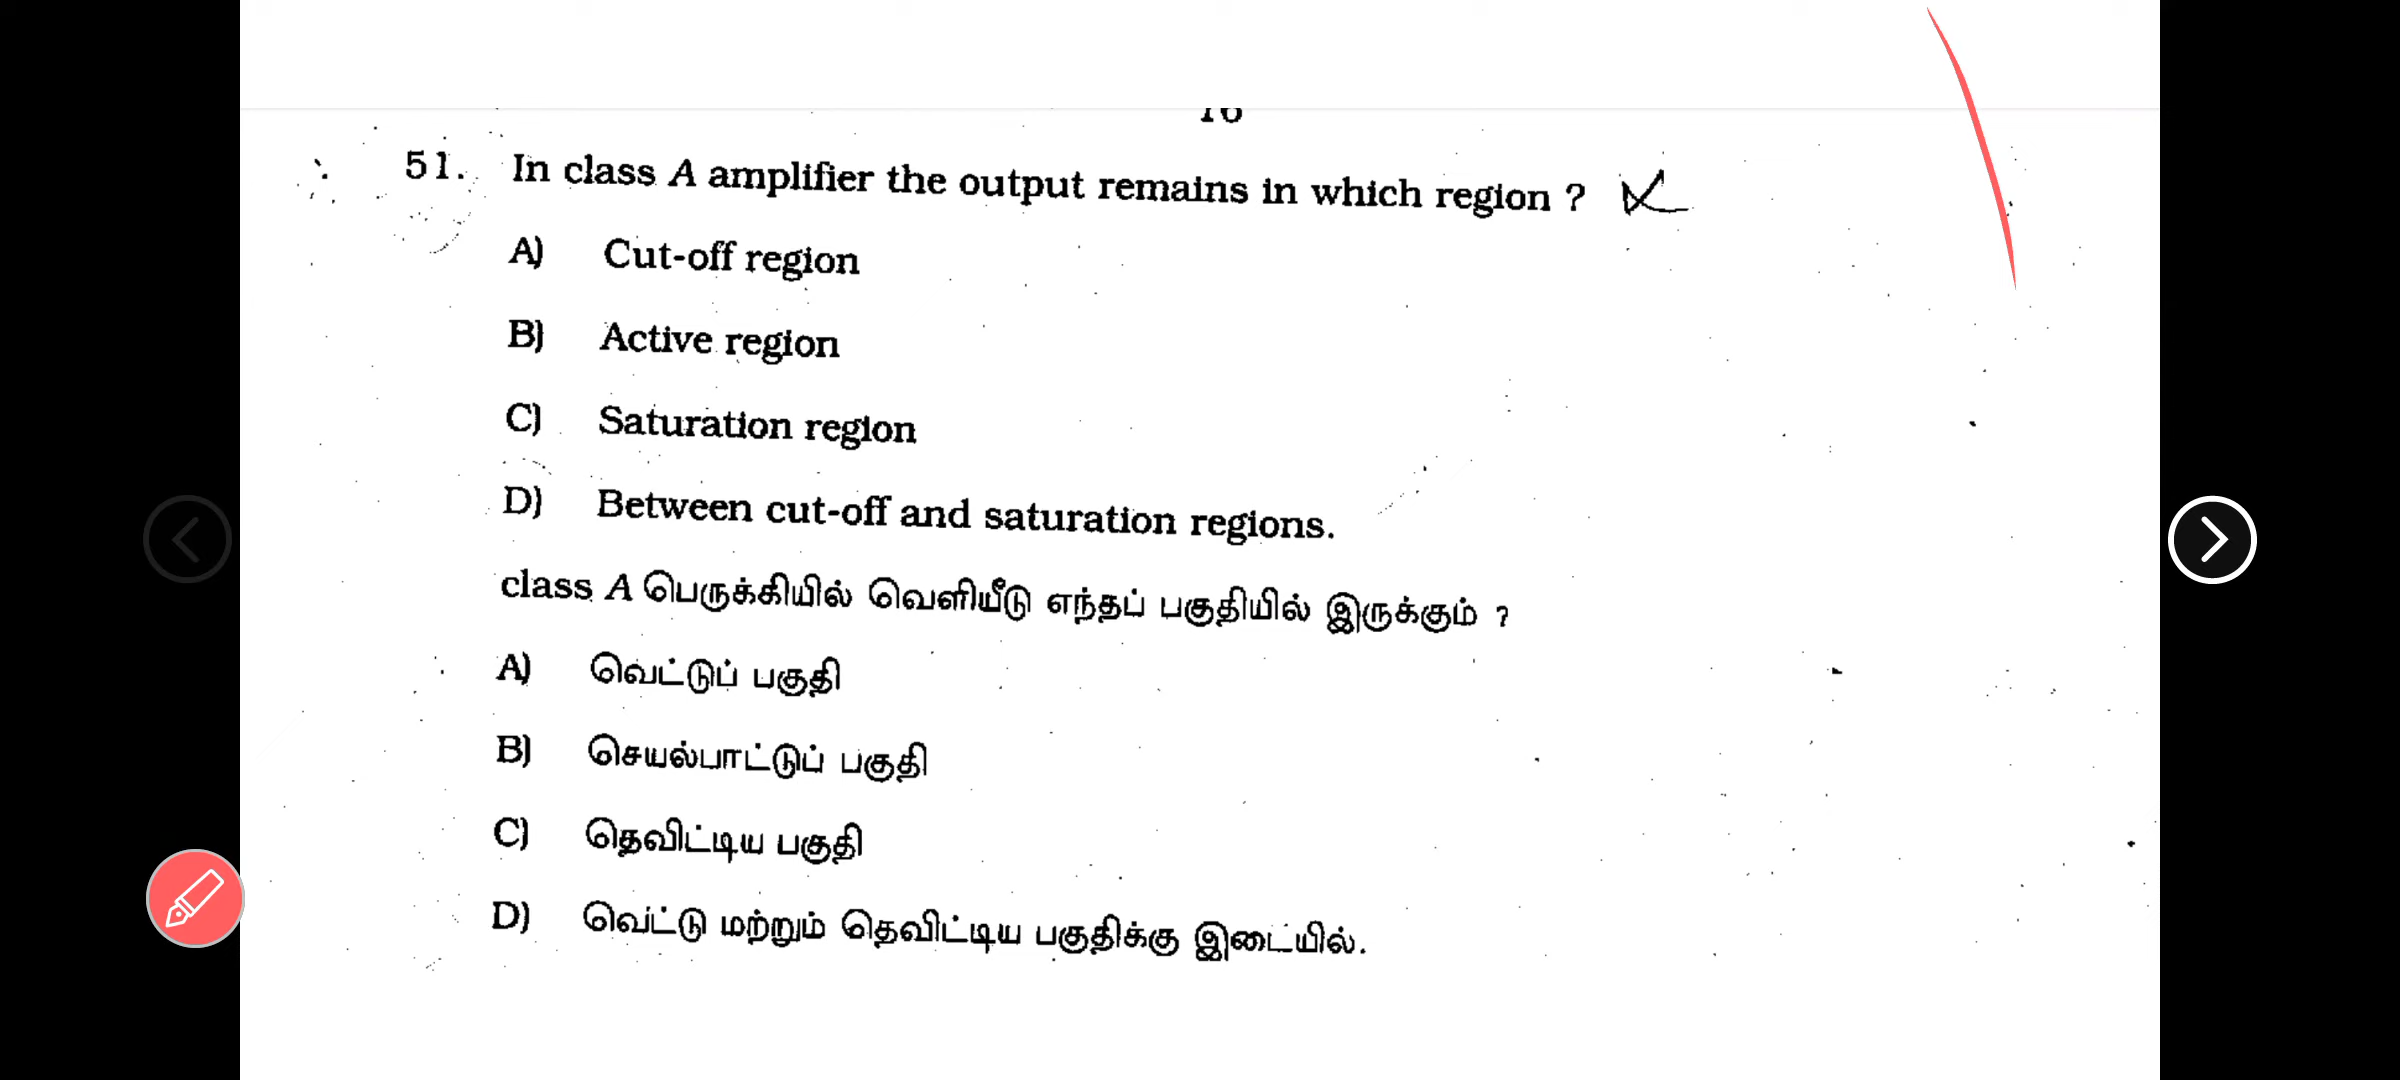 16
51. In class A amplifier the output remains in which region ?
A) Cut-off region
B) Active region
C) Saturation region
D) Between cut-off and saturation regions.
class A பெருக்கியில் வெளியீடு எந்தப் பகுதியில் இருக்கும் ?
A) வெட்டுப் பகுதி
B) செயல்பாட்டுப் பகுதி
C) தெவிட்டிய பகுதி
D) வெட்டு மற்றும் தெவிட்டிய பகுதிக்கு இடையில்.